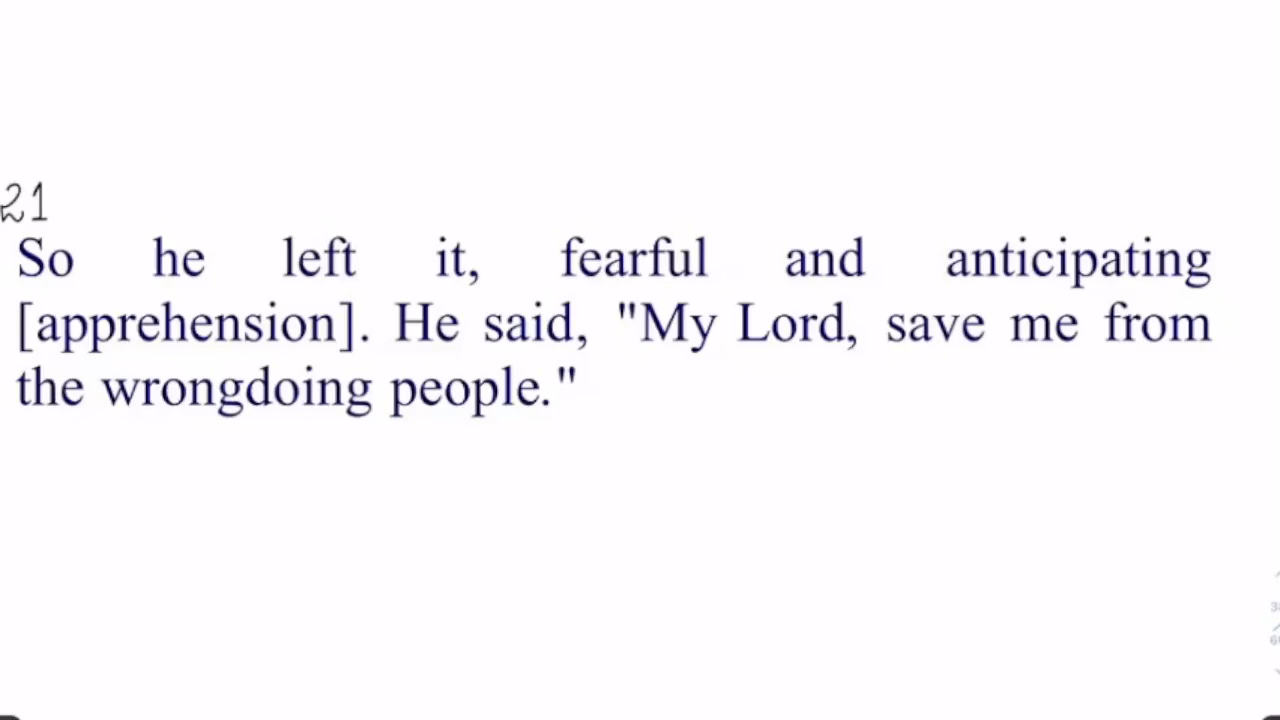 21
So he left it, fearful and anticipating
[apprehension]. He said, "My Lord, save me from
the wrongdoing people."